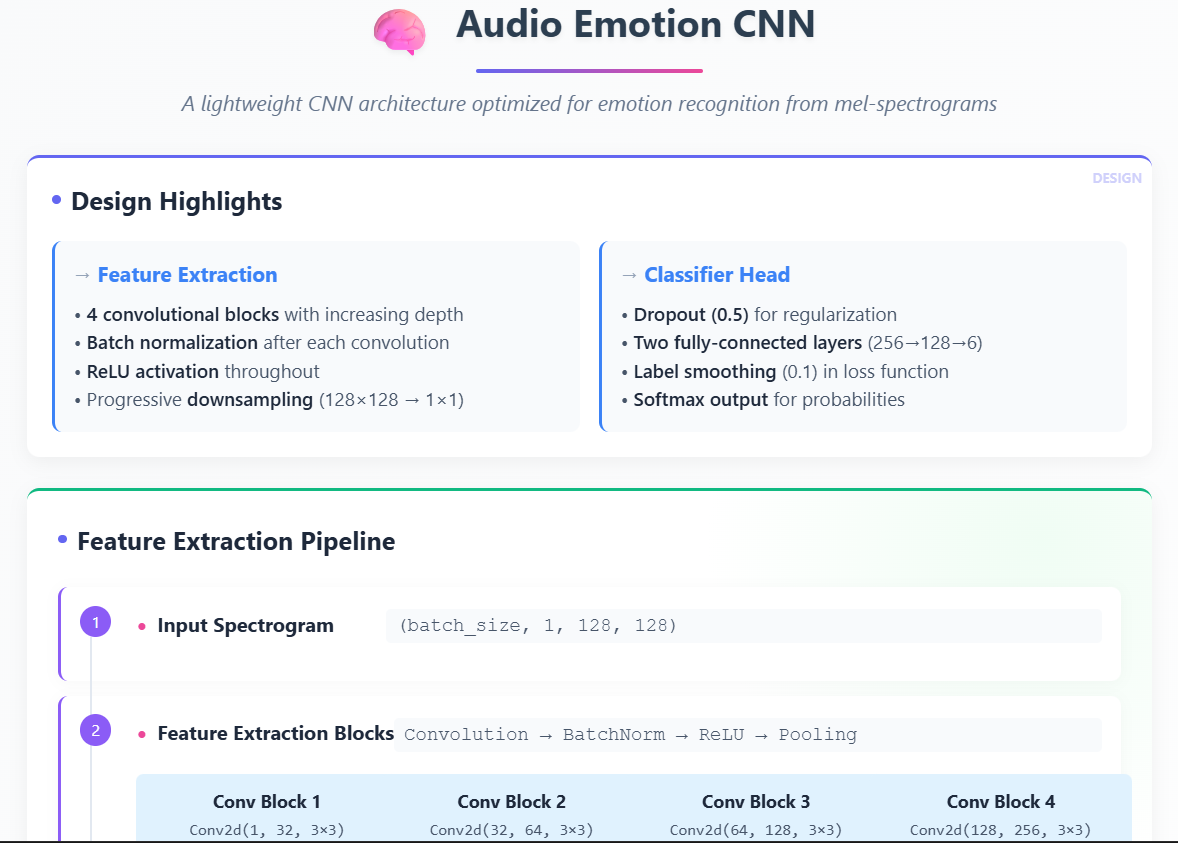 Audio Emotion CNN
A lightweight CNN architecture optimized for emotion recognition from mel-spectrograms
DESIGN
• Design Highlights
→ Feature Extraction
• 4 convolutional blocks with increasing depth
• Batch normalization after each convolution
• ReLU activation throughout
• Progressive downsampling (128×128 → 1×1)
→ Classifier Head
• Dropout (0.5) for regularization
• Two fully-connected layers (256→128→6)
• Label smoothing (0.1) in loss function
• Softmax output for probabilities
• Feature Extraction Pipeline
1 • Input Spectrogram (batch_size, 1, 128, 128)
2 • Feature Extraction Blocks Convolution → BatchNorm → ReLU → Pooling
Conv Block 1 Conv Block 2 Conv Block 3 Conv Block 4
Conv2d(1, 32, 3×3) Conv2d(32, 64, 3×3) Conv2d(64, 128, 3×3) Conv2d(128, 256, 3×3)